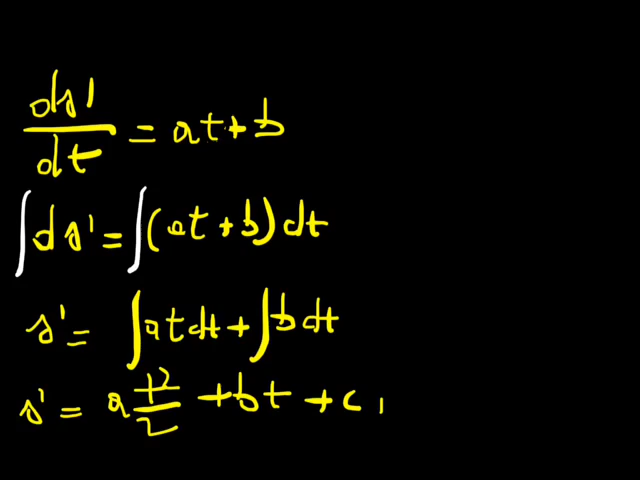 ds'/dt = at + b
∫ds' = ∫(at + b)dt
s' = ∫at dt + ∫b dt
s' = a t²/2 + bt + c₁